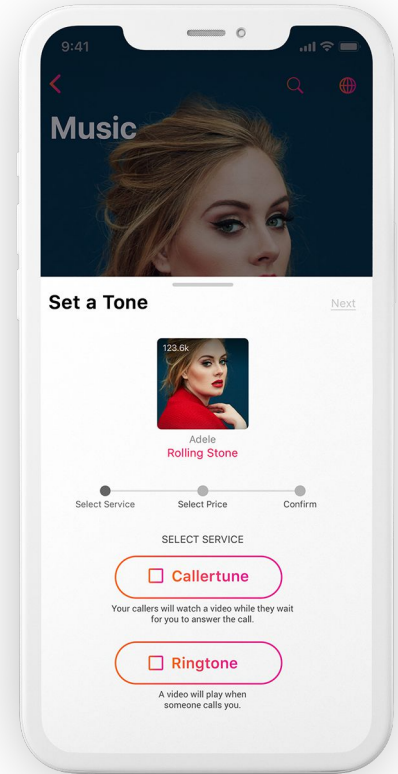 9:41
Music
Set a Tone
Next
123.6k
Adele
Rolling Stone
Select Service
Select Price
Confirm
SELECT SERVICE
Callertune
Your callers will watch a video while they wait
for you to answer the call.
Ringtone
A video will play when
someone calls you.